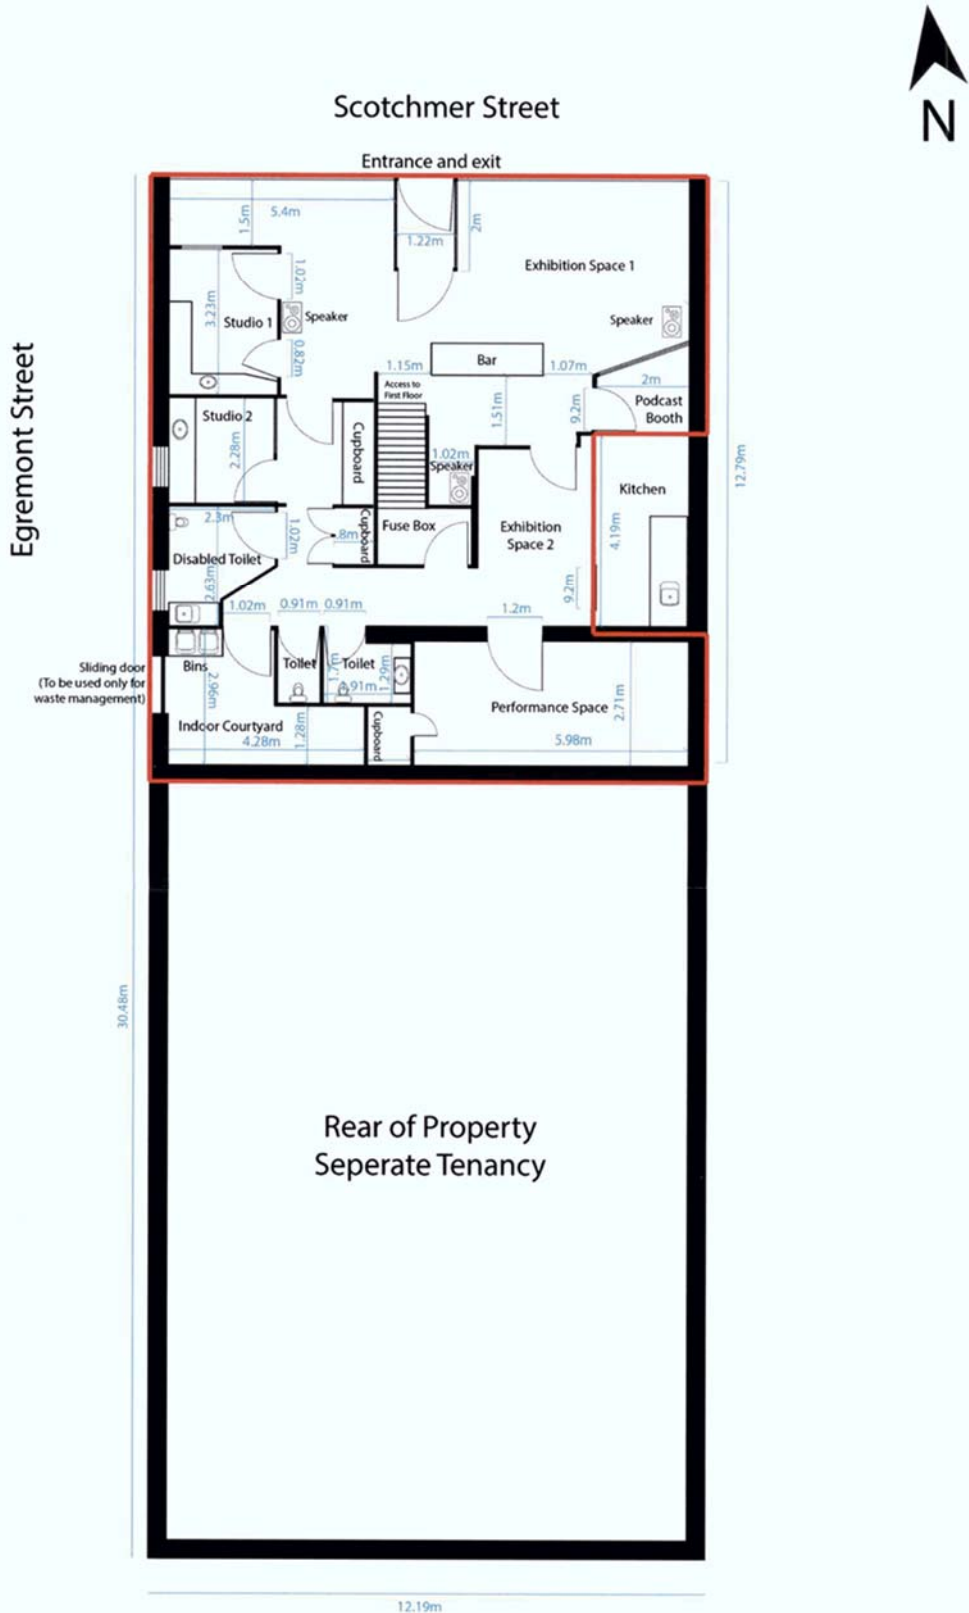 N
Scotchmer Street
Entrance and exit
5.4m
1.5m
1.22m
2m
Exhibition Space 1
1.02m
3.23m
Studio 1
Speaker
Speaker
0.82m
1.15m
Bar
1.07m
Access to
First Floor
2m
Podcast
Booth
9.2m
1.51m
Egremont Street
Studio 2
2.28m
Cupboard
1.02m
Speaker
12.79m
Kitchen
4.19m
2.3m
1.02m
.8m
Cupboard
Fuse Box
Exhibition
Space 2
Disabled Toilet
2.63m
9.2m
1.02m
0.91m
0.91m
1.2m
Sliding door
(To be used only for
waste management)
Bins
2.96m
Toilet
Toilet
1.7m
1.29m
.91m
Performance Space
2.71m
Indoor Courtyard
4.28m
1.28m
Cupboard
5.98m
30.48m
Rear of Property
Seperate Tenancy
12.19m